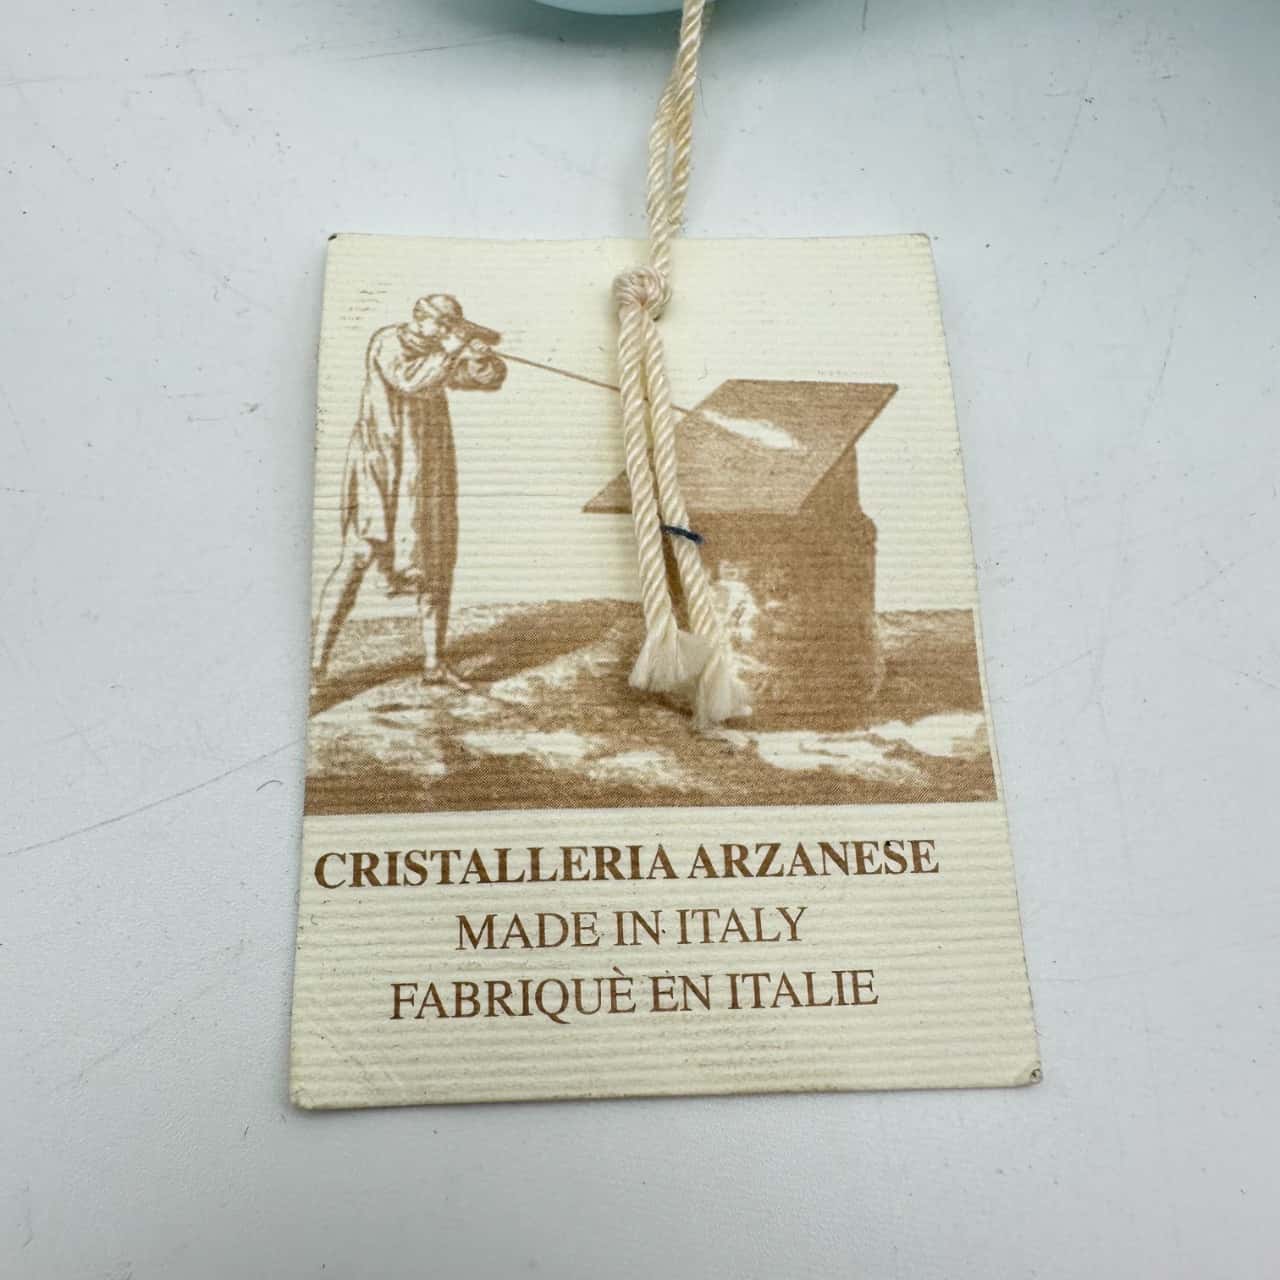 CRISTALLERIA ARZANESE
MADE IN ITALY
FABRIQUÈ EN ITALIE